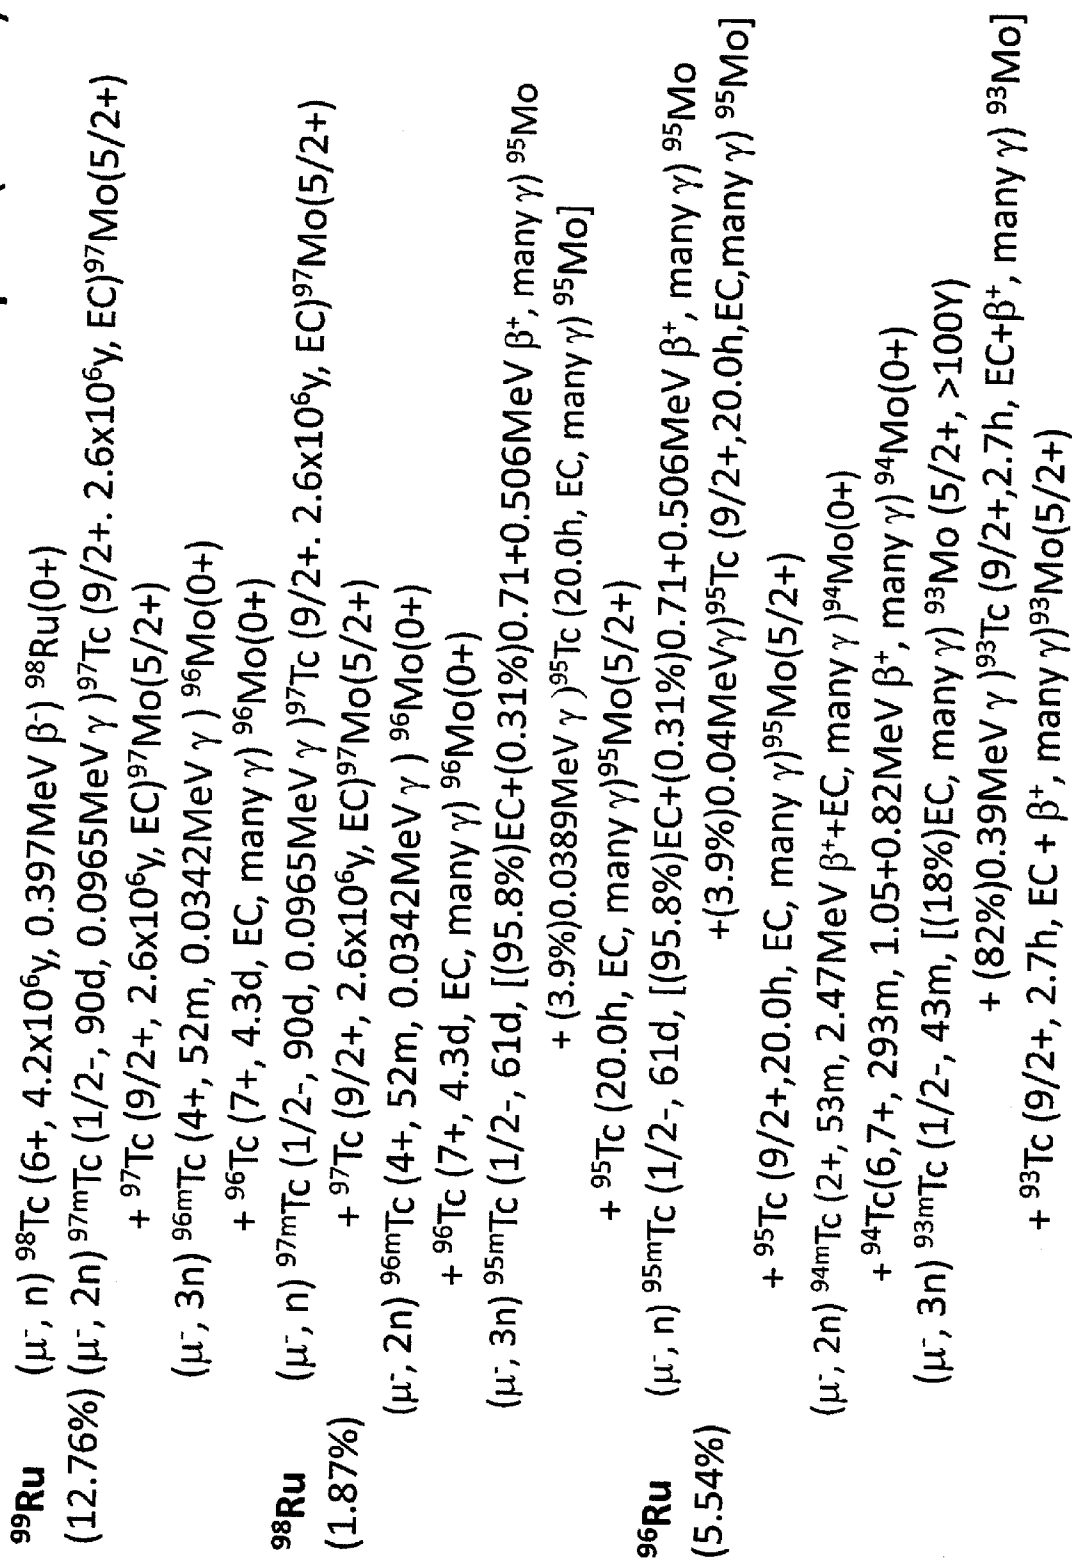 ⁹⁹Ru (μ⁻, n) ⁹⁸Tc (6+, 4.2x10⁶y, 0.397MeV β⁻) ⁹⁸Ru(0+)
(12.76%) (μ⁻, 2n) ⁹⁷ᵐTc (1/2-, 90d, 0.0965MeV γ )⁹⁷Tc (9/2+. 2.6x10⁶y, EC)⁹⁷Mo(5/2+)
+ ⁹⁷Tc (9/2+, 2.6x10⁶y, EC)⁹⁷Mo(5/2+)
(μ⁻, 3n) ⁹⁶ᵐTc (4+, 52m, 0.0342MeV γ ) ⁹⁶Mo(0+)
+ ⁹⁶Tc (7+, 4.3d, EC, many γ) ⁹⁶Mo(0+)
⁹⁸Ru (μ⁻, n) ⁹⁷ᵐTc (1/2-, 90d, 0.0965MeV γ )⁹⁷Tc (9/2+. 2.6x10⁶y, EC)⁹⁷Mo(5/2+)
(1.87%) + ⁹⁷Tc (9/2+, 2.6x10⁶y, EC)⁹⁷Mo(5/2+)
(μ⁻, 2n) ⁹⁶ᵐTc (4+, 52m, 0.0342MeV γ ) ⁹⁶Mo(0+)
+ ⁹⁶Tc (7+, 4.3d, EC, many γ) ⁹⁶Mo(0+)
(μ⁻, 3n) ⁹⁵ᵐTc (1/2-, 61d, [(95.8%)EC+(0.31%)0.71+0.506MeV β⁺, many γ) ⁹⁵Mo
+ (3.9%)0.0389MeV γ )⁹⁵Tc (20.0h, EC, many γ) ⁹⁵Mo]
+ ⁹⁵Tc (20.0h, EC, many γ)⁹⁵Mo(5/2+)
⁹⁶Ru (μ⁻, n) ⁹⁵ᵐTc (1/2-, 61d, [(95.8%)EC+(0.31%)0.71+0.506MeV β⁺, many γ) ⁹⁵Mo
(5.54%) +(3.9%)0.04MeVγ)⁹⁵Tc (9/2+,20.0h,EC,many γ) ⁹⁵Mo]
+ ⁹⁵Tc (9/2+,20.0h, EC, many γ)⁹⁵Mo(5/2+)
(μ⁻, 2n) ⁹⁴ᵐTc (2+, 53m, 2.47MeV β⁺+EC, many γ )⁹⁴Mo(0+)
+ ⁹⁴Tc(6,7+, 293m, 1.05+0.82MeV β⁺, many γ) ⁹⁴Mo(0+)
(μ⁻, 3n) ⁹³ᵐTc (1/2-, 43m, [(18%)EC, many γ) ⁹³Mo (5/2+, >100Y)
+ (82%)0.39MeV γ )⁹³Tc (9/2+,2.7h, EC+β⁺, many γ) ⁹³Mo]
+ ⁹³Tc (9/2+, 2.7h, EC + β⁺, many γ)⁹³Mo(5/2+)